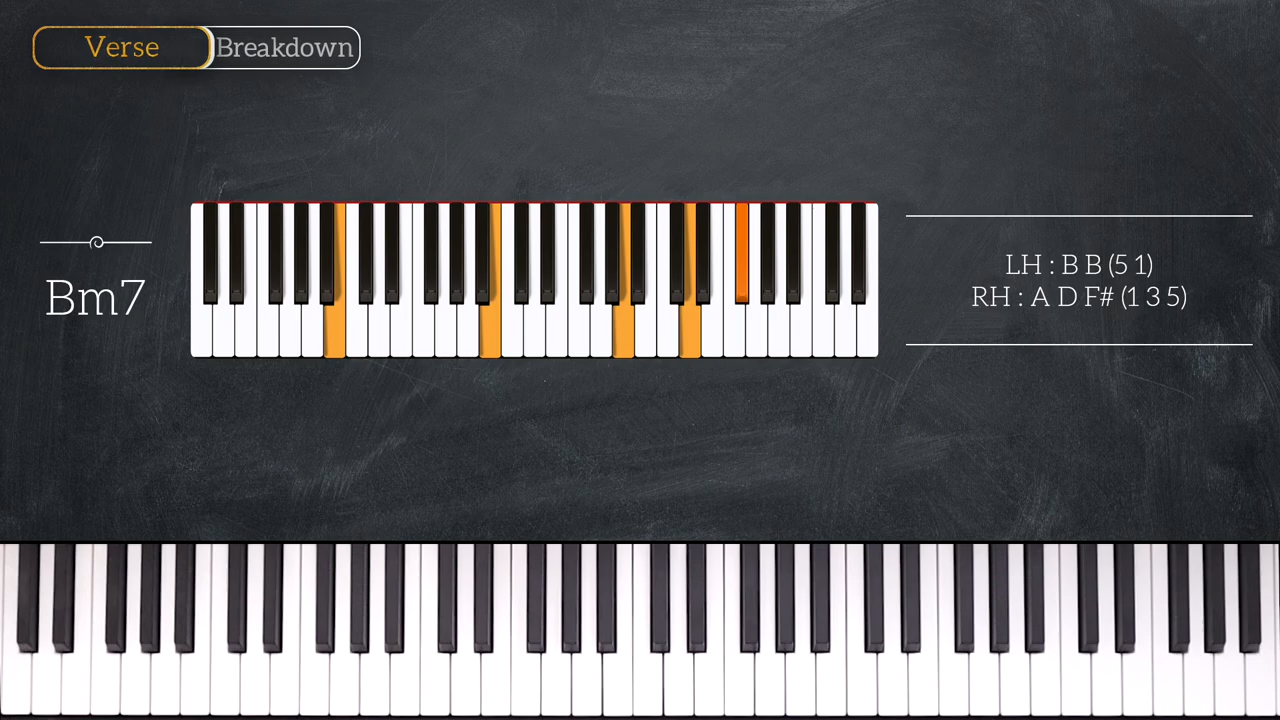 Verse
Breakdown
Bm7
LH : B B (5 1)
RH : A D F# (1 3 5)